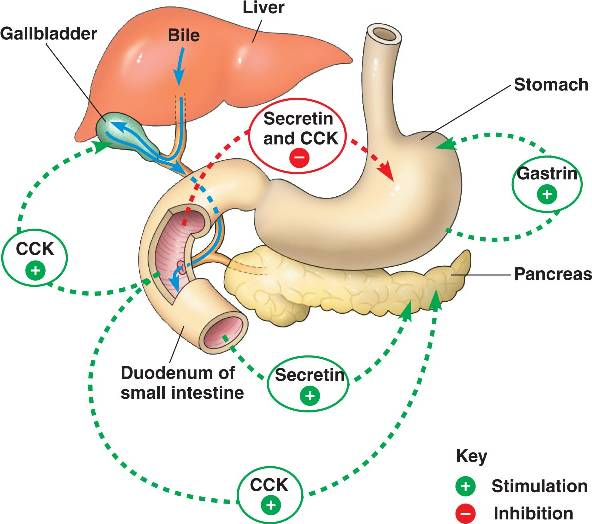 Liver
Gallbladder
Bile
Stomach
Secretin
and CCK
−
Gastrin
+
CCK
+
Pancreas
Duodenum of
small intestine
Secretin
+
CCK
+
Key
+ Stimulation
− Inhibition